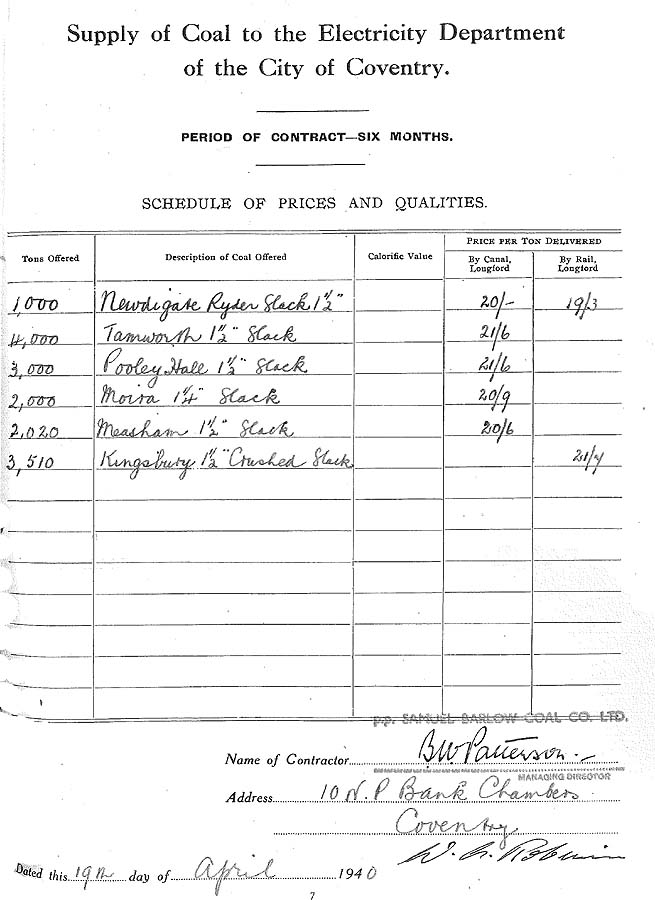 Supply of Coal to the Electricity Department
of the City of Coventry.
PERIOD OF CONTRACT—SIX MONTHS.
SCHEDULE OF PRICES AND QUALITIES.
Tons Offered Description of Coal Offered Calorific Value PRICE PER TON DELIVERED
By Canal, Longford By Rail, Longford
1,000 Newdigate Ryder Slack 1½" 20/- 19/3
4,000 Tamworth 1½" Slack 21/6
3,000 Pooley Hall 1½" Slack 21/6
2,000 Moira 1¼" Slack 20/9
2,020 Measham 1½" Slack 20/6
3,510 Kingsbury 1½" Crushed Slack 21/7
p.p. SAMUEL BARLOW COAL CO. LTD.
Name of Contractor BW Patterson.
MANAGING DIRECTOR
Address 10 N.P Bank Chambers
Coventry
Dated this 19th day of April 1940
7